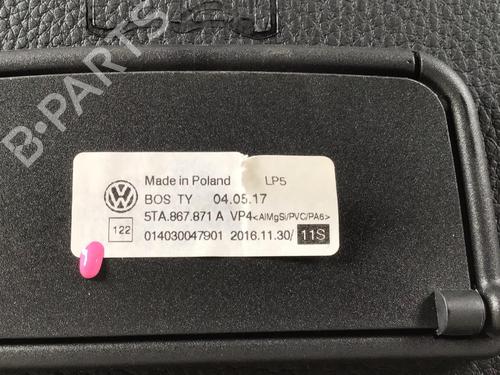 B-PARTS
Made in Poland LP5
BOS TY 04.05.17
5TA.867.871 A VP4<AlMgSi/PVC/PA6>
122 014030047901 2016.11.30/ 11S